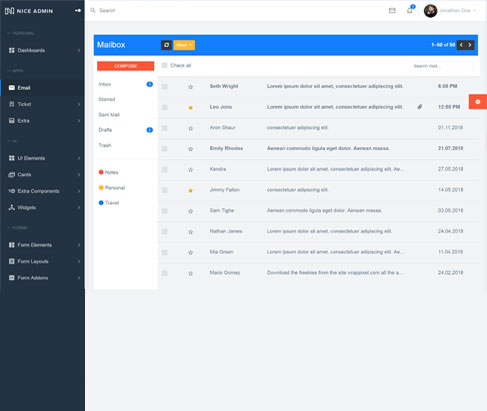 NICE ADMIN
Search
Jonathan Doe
PERSONAL
Dashboards
APPS
Email
Ticket
Extra
UI
UI Elements
Cards
Extra Components
Widgets
FORMS
Form Elements
Form Layouts
Form Addons
Mailbox
More
1-50 of 50
COMPOSE
Inbox
Starred
Sent Mail
Drafts
Trash
Notes
Personal
Travel
Check all
Search mail...
Seth Wright Lorem ipsum dolor sit amet, consectetuer adipiscing elit. 6:05 PM
Leo Jone Lorem ipsum dolor sit amet, consectetuer adipiscing elit. 12:55 PM
Aron Shaur consectetuer adipiscing elit. 01.11.2016
Emily Rhodes Aenean commodo ligula eget dolor. Aenean massa. 21.07.2016
Kendra Lorem ipsum dolor sit amet, consectetuer adipiscing elit. Ae... 27.05.2016
Jimmy Fallon consectetuer adipiscing elit. 14.05.2016
Sam Tighe Aenean commodo ligula eget dolor. Aenean massa. 03.05.2016
Nathan James Lorem ipsum dolor sit amet, consectetuer adipiscing elit. 24.04.2016
Mia Green Lorem ipsum dolor sit amet, consectetuer adipiscing elit. Ae... 11.04.2016
Mario Gomez Download the freebies from the site wrappixel.com all the a... 24.02.2016